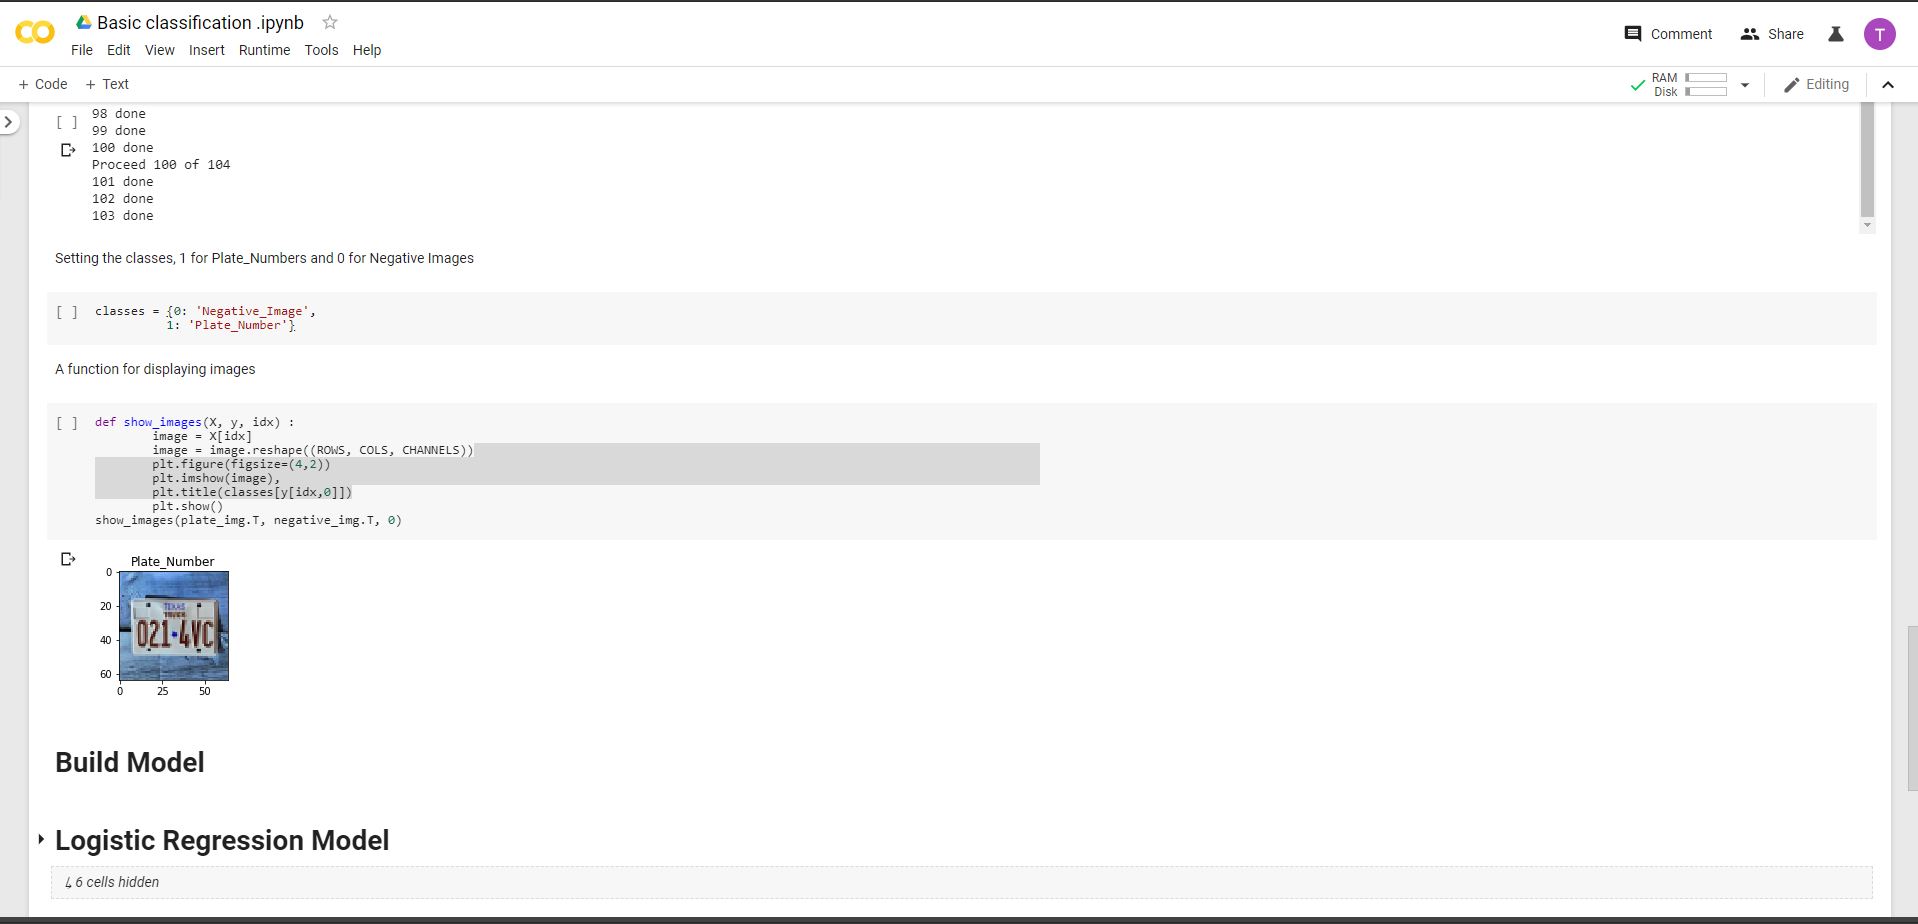 Basic classification .ipynb
File Edit View Insert Runtime Tools Help
Comment Share T
+ Code + Text
RAM
Disk
Editing
[ ]
98 done
99 done
100 done
Proceed 100 of 104
101 done
102 done
103 done
Setting the classes, 1 for Plate_Numbers and 0 for Negative Images
[ ] classes = {0: 'Negative_Image',
1: 'Plate_Number'}
A function for displaying images
[ ] def show_images(X, y, idx) :
image = X[idx]
image = image.reshape((ROWS, COLS, CHANNELS))
plt.figure(figsize=(4,2))
plt.imshow(image),
plt.title(classes[y[idx,0]])
plt.show()
show_images(plate_img.T, negative_img.T, 0)
Plate_Number
0
20
40
60
TEXAS
TRUCK
021 4VC
0 25 50
Build Model
Logistic Regression Model
↳ 6 cells hidden